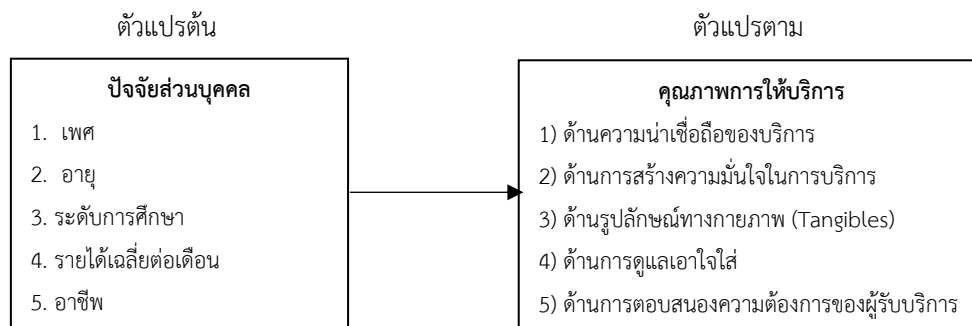 ตัวแปรต้น
ตัวแปรตาม
ปัจจัยส่วนบุคคล
1. เพศ
2. อายุ
3. ระดับการศึกษา
4. รายได้เฉลี่ยต่อเดือน
5. อาชีพ
คุณภาพการให้บริการ
1) ด้านความน่าเชื่อถือของบริการ
2) ด้านการสร้างความมั่นใจในการบริการ
3) ด้านรูปลักษณ์ทางกายภาพ (Tangibles)
4) ด้านการดูแลเอาใจใส่
5) ด้านการตอบสนองความต้องการของผู้รับบริการ